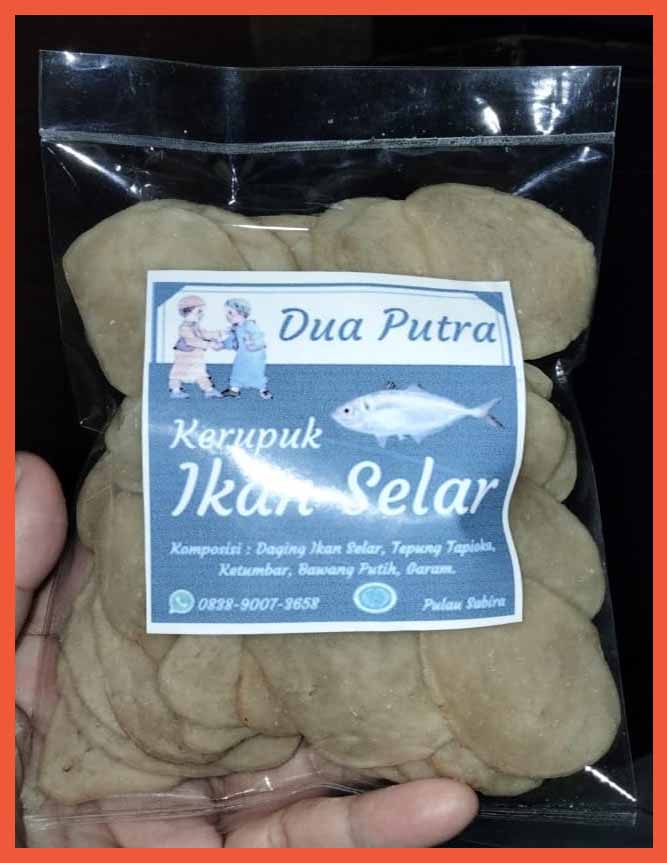 Dua Putra
Kerupuk
Ikan Selar
Komposisi : Daging Ikan Selar, Tepung Tapioka,
Ketumbar, Bawang Putih, Garam.
0838-9007-3658
Pulau Sabira